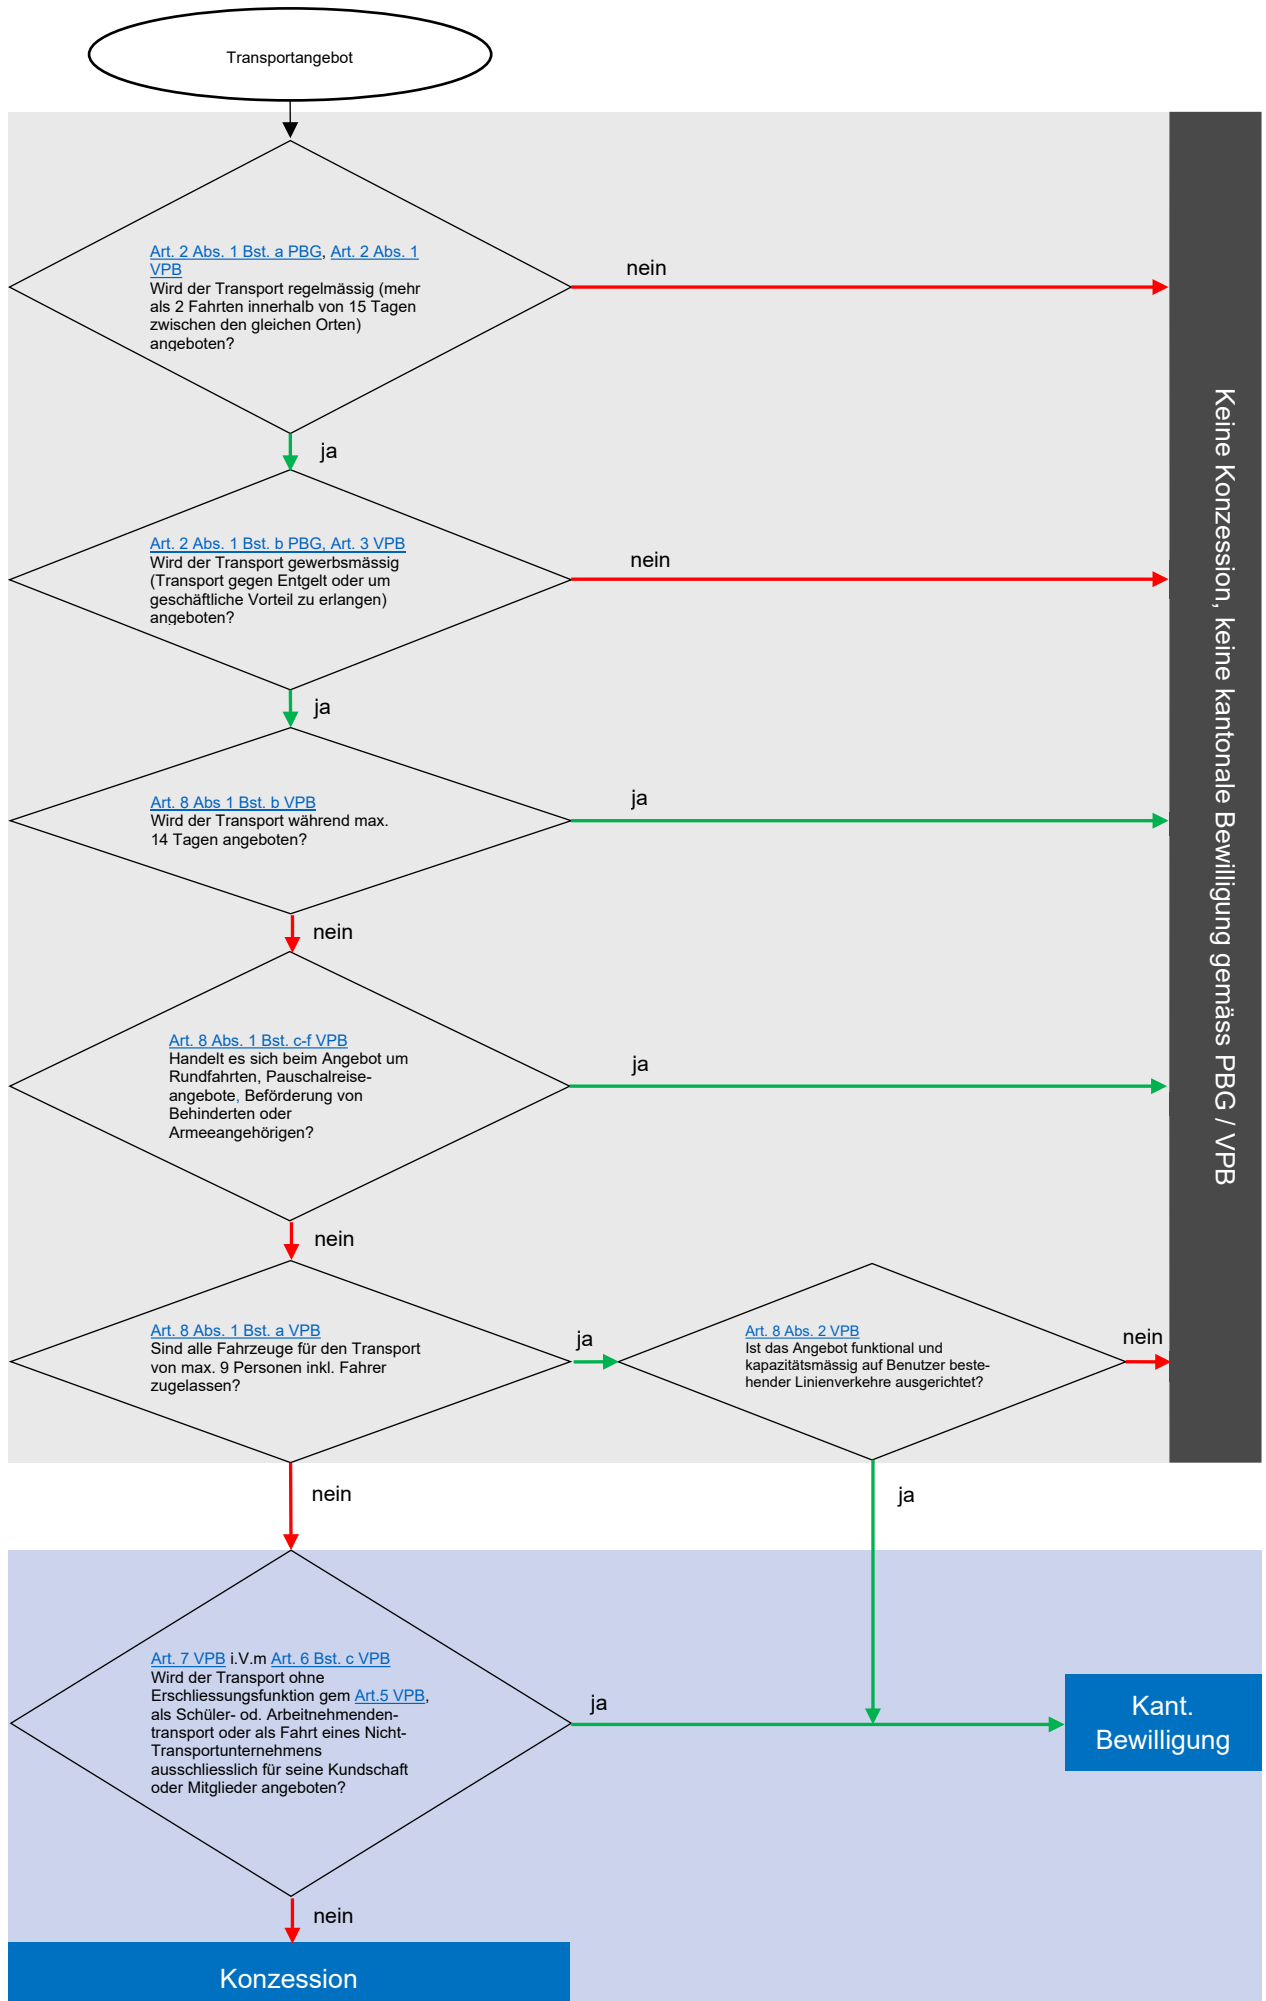 Transportangebot
Art. 2 Abs. 1 Bst. a PBG, Art. 2 Abs. 1
VPB
Wird der Transport regelmässig (mehr
als 2 Fahrten innerhalb von 15 Tagen
zwischen den gleichen Orten)
angeboten?
nein
ja
Art. 2 Abs. 1 Bst. b PBG, Art. 3 VPB
Wird der Transport gewerbsmässig
(Transport gegen Entgelt oder um
geschäftliche Vorteil zu erlangen)
angeboten?
nein
ja
Art. 8 Abs 1 Bst. b VPB
Wird der Transport während max.
14 Tagen angeboten?
ja
nein
Art. 8 Abs. 1 Bst. c-f VPB
Handelt es sich beim Angebot um
Rundfahrten, Pauschalreise-
angebote, Beförderung von
Behinderten oder
Armeeangehörigen?
ja
nein
Art. 8 Abs. 1 Bst. a VPB
Sind alle Fahrzeuge für den Transport
von max. 9 Personen inkl. Fahrer
zugelassen?
ja
Art. 8 Abs. 2 VPB
Ist das Angebot funktional und
kapazitätsmässig auf Benutzer beste-
hender Linienverkehre ausgerichtet?
nein
Keine Konzession, keine kantonale Bewilligung gemäss PBG / VPB
nein
ja
Art. 7 VPB i.V.m Art. 6 Bst. c VPB
Wird der Transport ohne
Erschliessungsfunktion gem Art.5 VPB,
als Schüler- od. Arbeitnehmenden-
transport oder als Fahrt eines Nicht-
Transportunternehmens
ausschliesslich für seine Kundschaft
oder Mitglieder angeboten?
ja
Kant.
Bewilligung
nein
Konzession